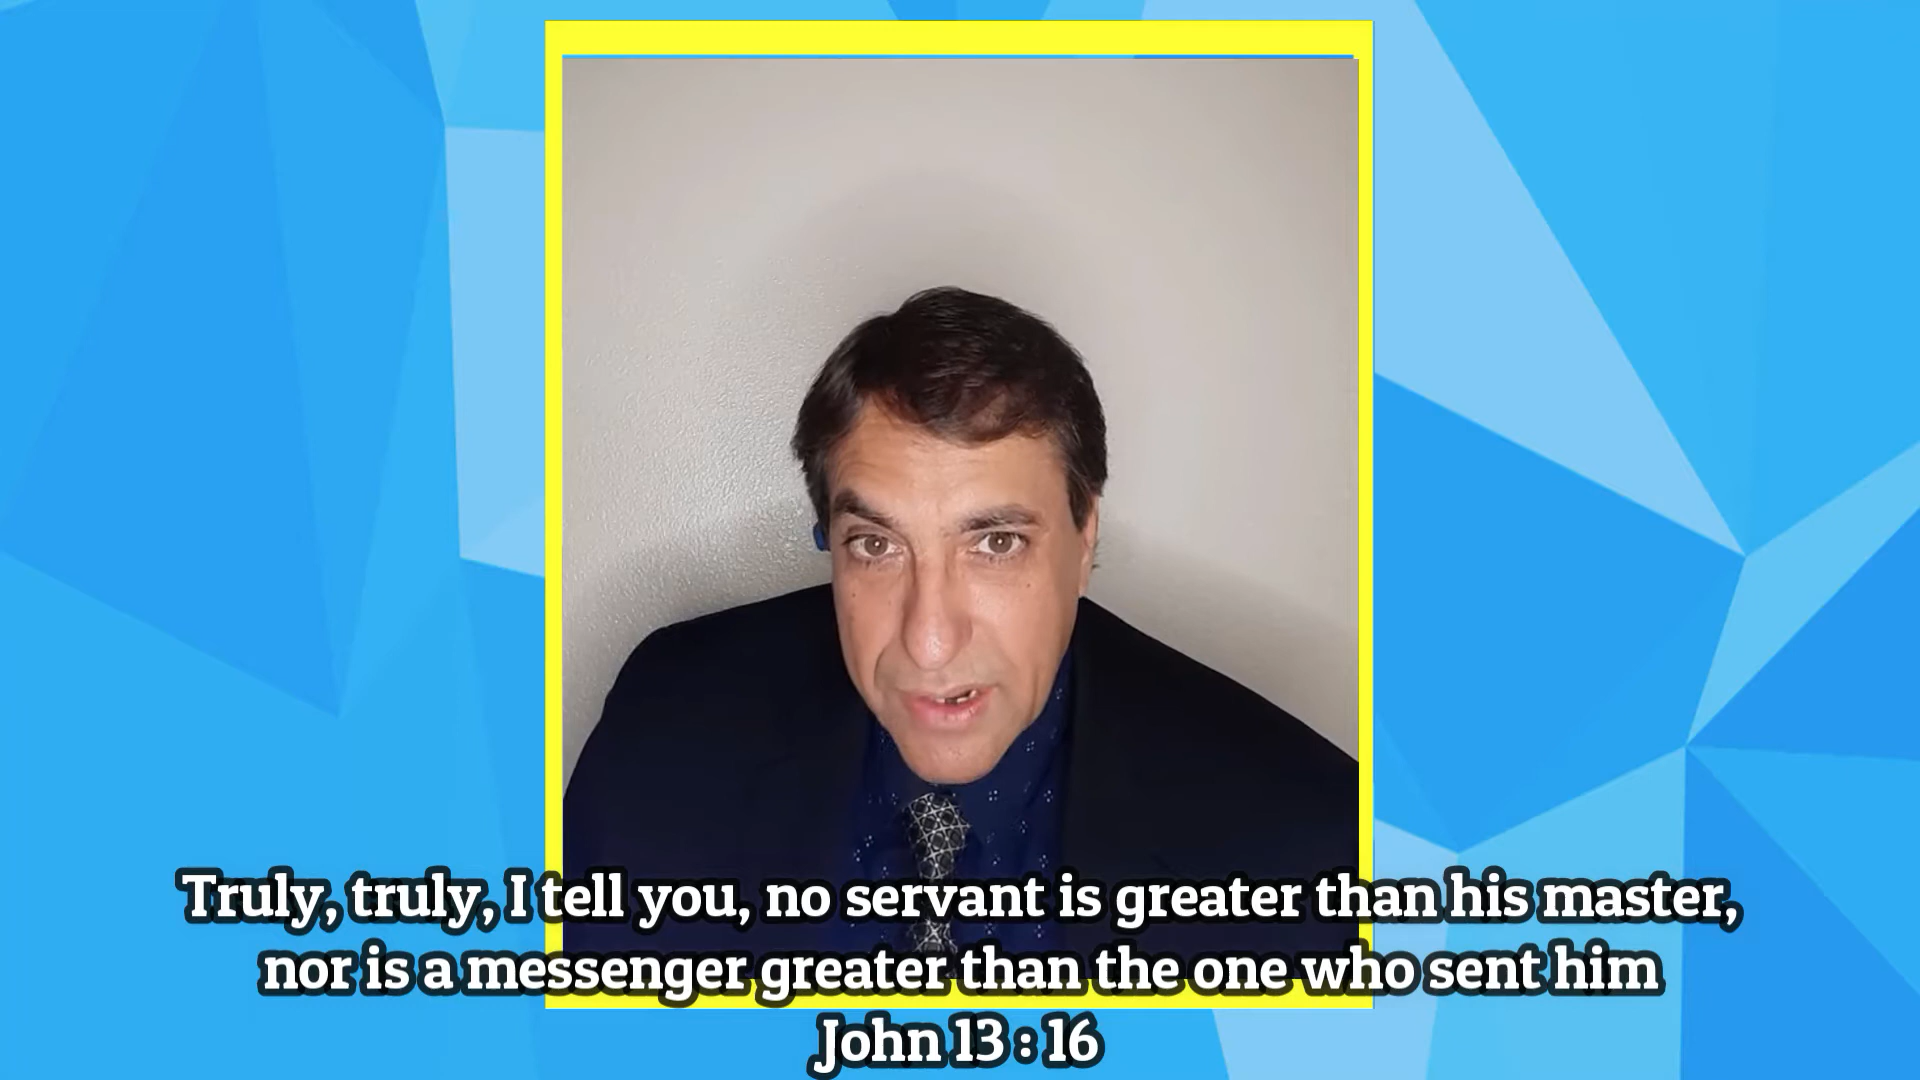 Truly, truly, I tell you, no servant is greater than his master,
nor is a messenger greater than the one who sent him
John 13 : 16